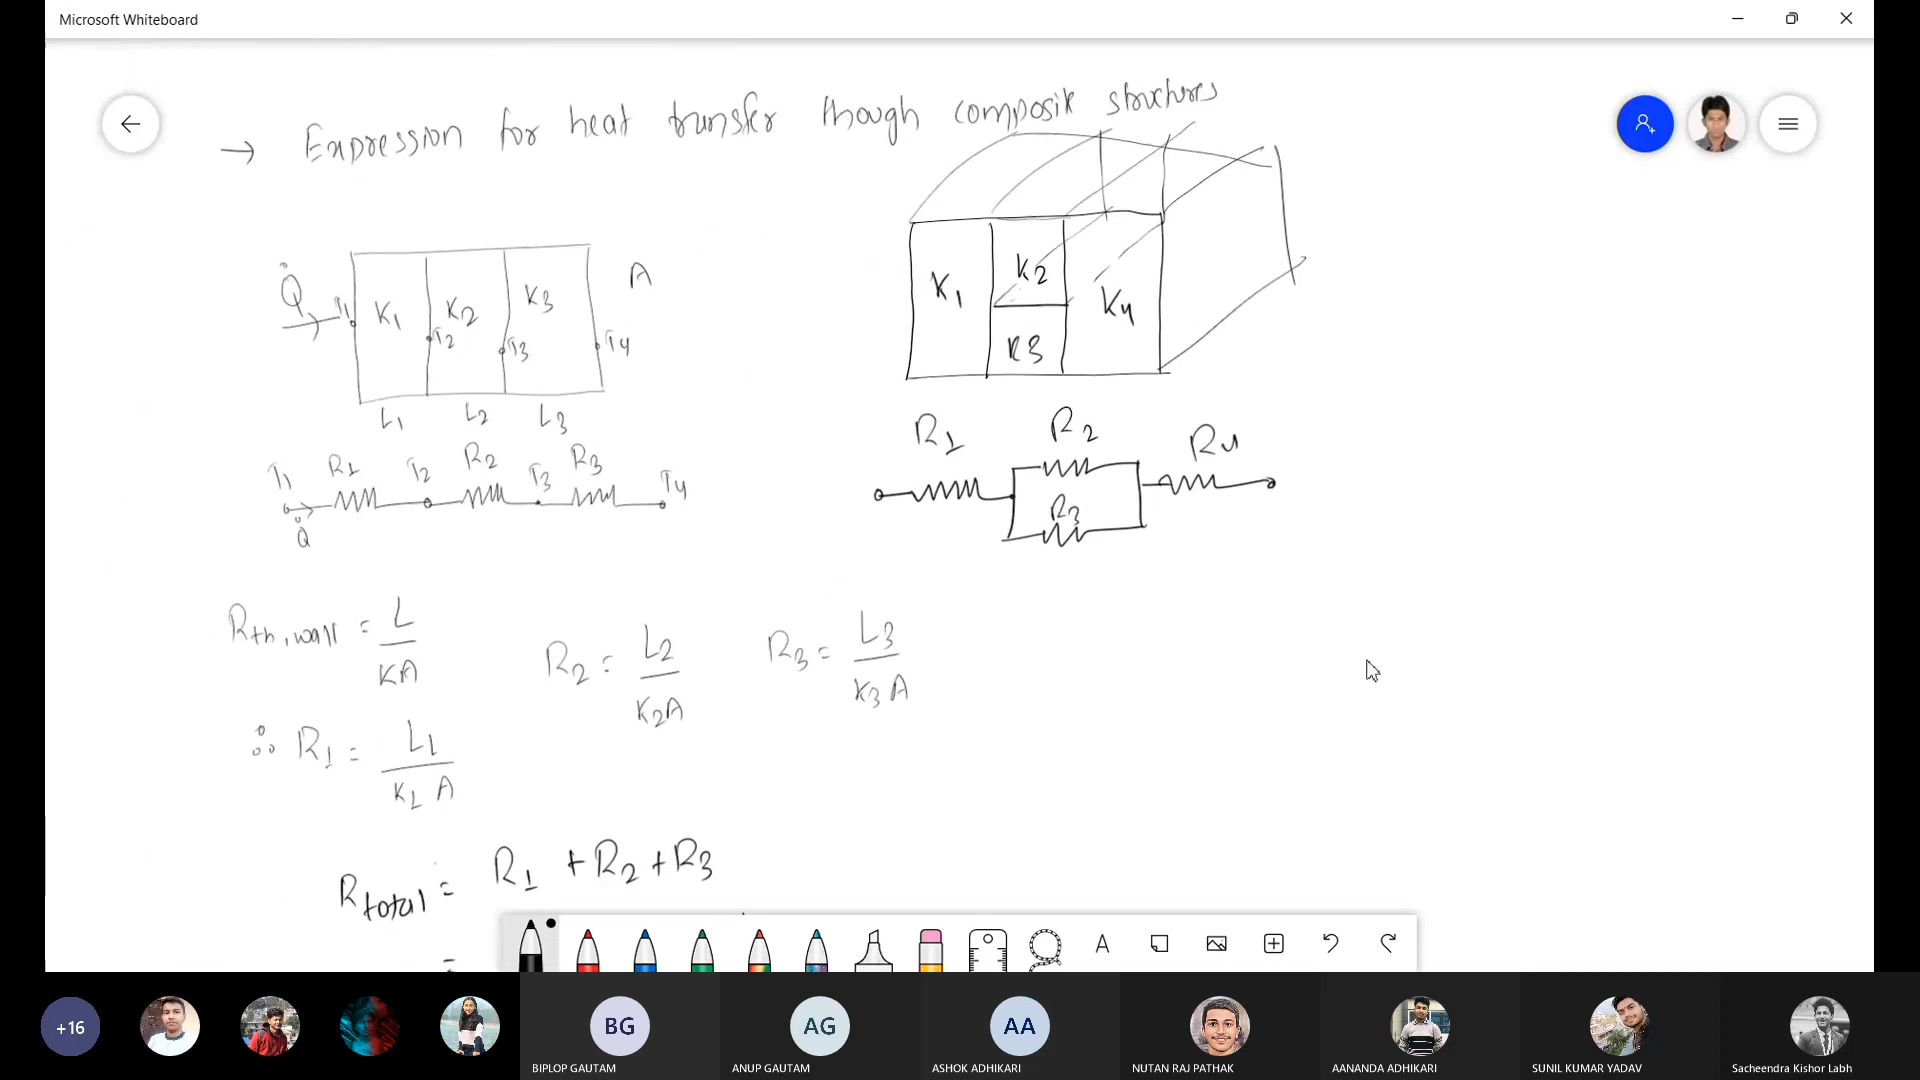 Microsoft Whiteboard
→ Expression for heat transfer though composite structures
Q̇ T1 K1 T2 K2 T3 K3 T4 A
L1 L2 L3
T1 R1 T2 R2 T3 R3 T4
Q̇
K1 K2 K3 K4
R1 R2 R4
R3
Rth,wall = L/KA
R2 = L2/K2A
R3 = L3/K3 A
∴ R1 = L1/K1 A
Rtotal = R1 + R2 + R3
=
A
+16
BG
AG
AA
BIPLOP GAUTAM
ANUP GAUTAM
ASHOK ADHIKARI
NUTAN RAJ PATHAK
AANANDA ADHIKARI
SUNIL KUMAR YADAV
Sacheendra Kishor Labh